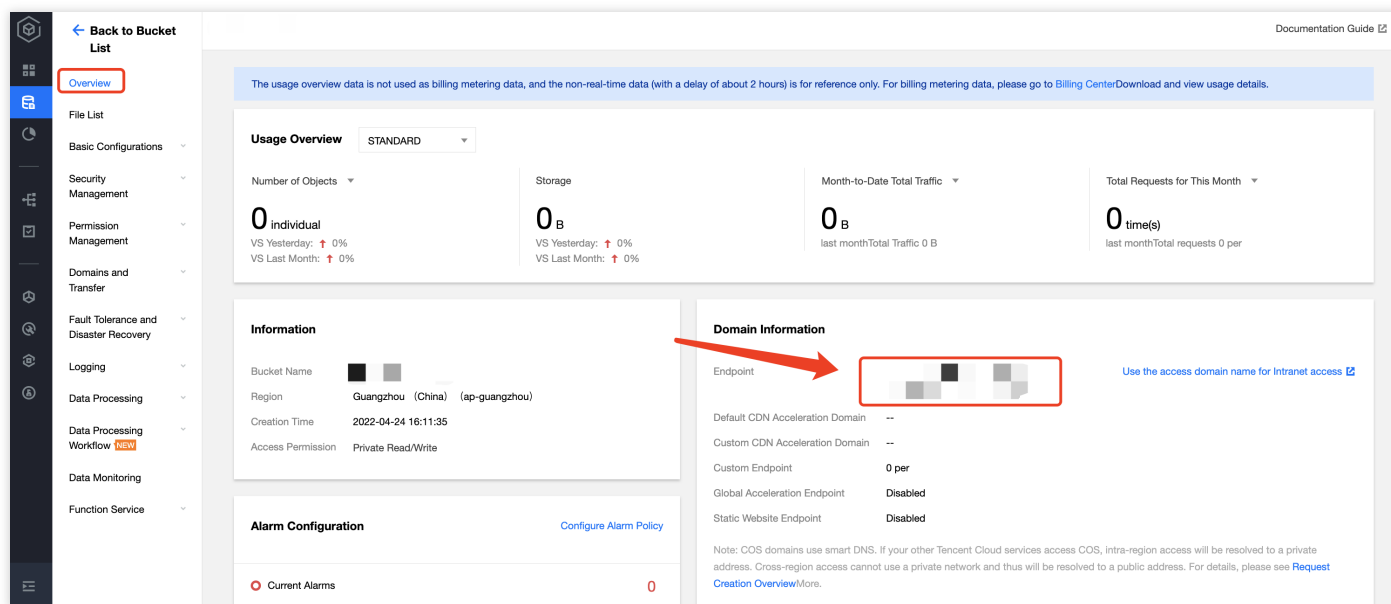 Back to Bucket
List
Documentation Guide
Overview
File List
Basic Configurations
Security
Management
Permission
Management
Domains and
Transfer
Fault Tolerance and
Disaster Recovery
Logging
Data Processing
Data Processing
Workflow NEW
Data Monitoring
Function Service
The usage overview data is not used as billing metering data, and the non-real-time data (with a delay of about 2 hours) is for reference only. For billing metering data, please go to Billing CenterDownload and view usage details.
Usage Overview STANDARD
Number of Objects
0 individual
VS Yesterday: 0%
VS Last Month: 0%
Storage
0 B
VS Yesterday: 0%
VS Last Month: 0%
Month-to-Date Total Traffic
0 B
last monthTotal Traffic 0 B
Total Requests for This Month
0 time(s)
last monthTotal requests 0 per
Information
Bucket Name
Region Guangzhou (China) (ap-guangzhou)
Creation Time 2022-04-24 16:11:35
Access Permission Private Read/Write
Alarm Configuration Configure Alarm Policy
Current Alarms 0
Domain Information
Endpoint Use the access domain name for Intranet access
Default CDN Acceleration Domain --
Custom CDN Acceleration Domain --
Custom Endpoint 0 per
Global Acceleration Endpoint Disabled
Static Website Endpoint Disabled
Note: COS domains use smart DNS. If your other Tencent Cloud services access COS, intra-region access will be resolved to a private
address. Cross-region access cannot use a private network and thus will be resolved to a public address. For details, please see Request
Creation OverviewMore.